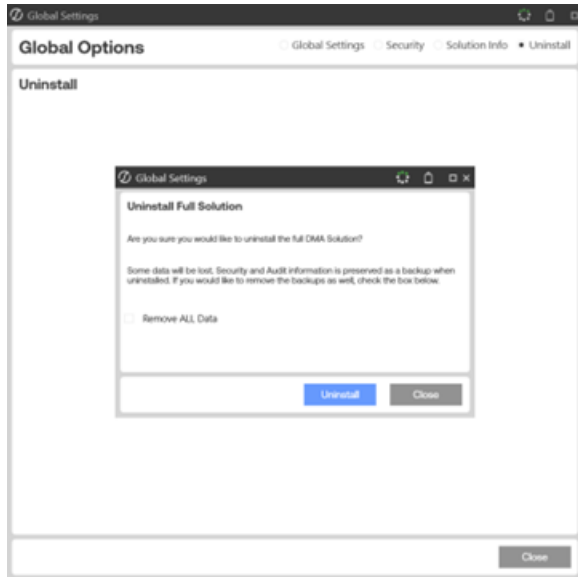 Global Settings
Global Options
Global Settings Security Solution Info Uninstall
Uninstall
Global Settings
Uninstall Full Solution
Are you sure you would like to uninstall the full DMA Solution?
Some data will be lost. Security and Audit information is preserved as a backup when
uninstalled. If you would like to remove the backups as well, check the box below.
Remove ALL Data
Uninstall Close
Close